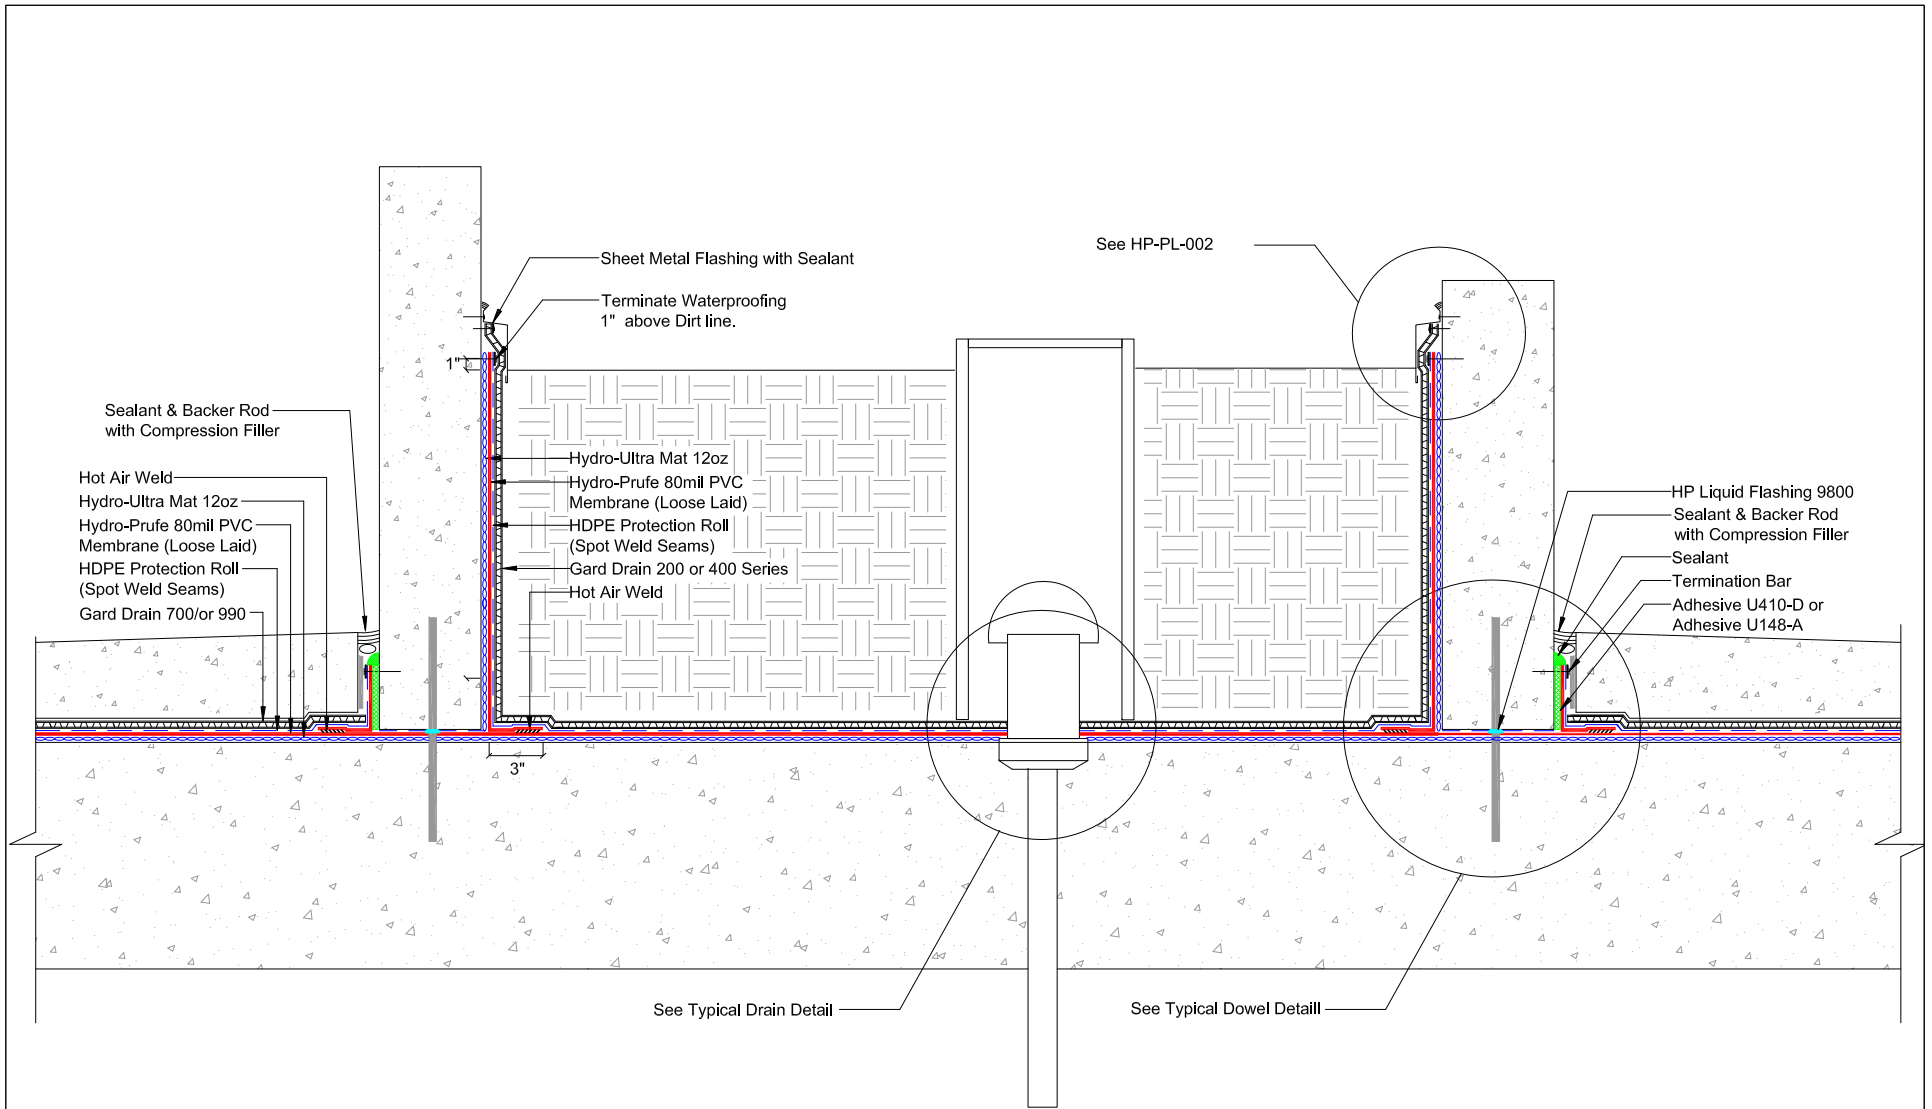 See HP-PL-002
Sheet Metal Flashing with Sealant
Terminate Waterproofing
1" above Dirt line.
1"
Sealant & Backer Rod
with Compression Filler
Hot Air Weld
Hydro-Ultra Mat 12oz
Hydro-Prufe 80mil PVC
Membrane (Loose Laid)
HDPE Protection Roll
(Spot Weld Seams)
Gard Drain 700/or 990
Hydro-Ultra Mat 12oz
Hydro-Prufe 80mil PVC
Membrane (Loose Laid)
HDPE Protection Roll
(Spot Weld Seams)
Gard Drain 200 or 400 Series
Hot Air Weld
HP Liquid Flashing 9800
Sealant & Backer Rod
with Compression Filler
Sealant
Termination Bar
Adhesive U410-D or
Adhesive U148-A
3"
See Typical Drain Detail
See Typical Dowel Detaill